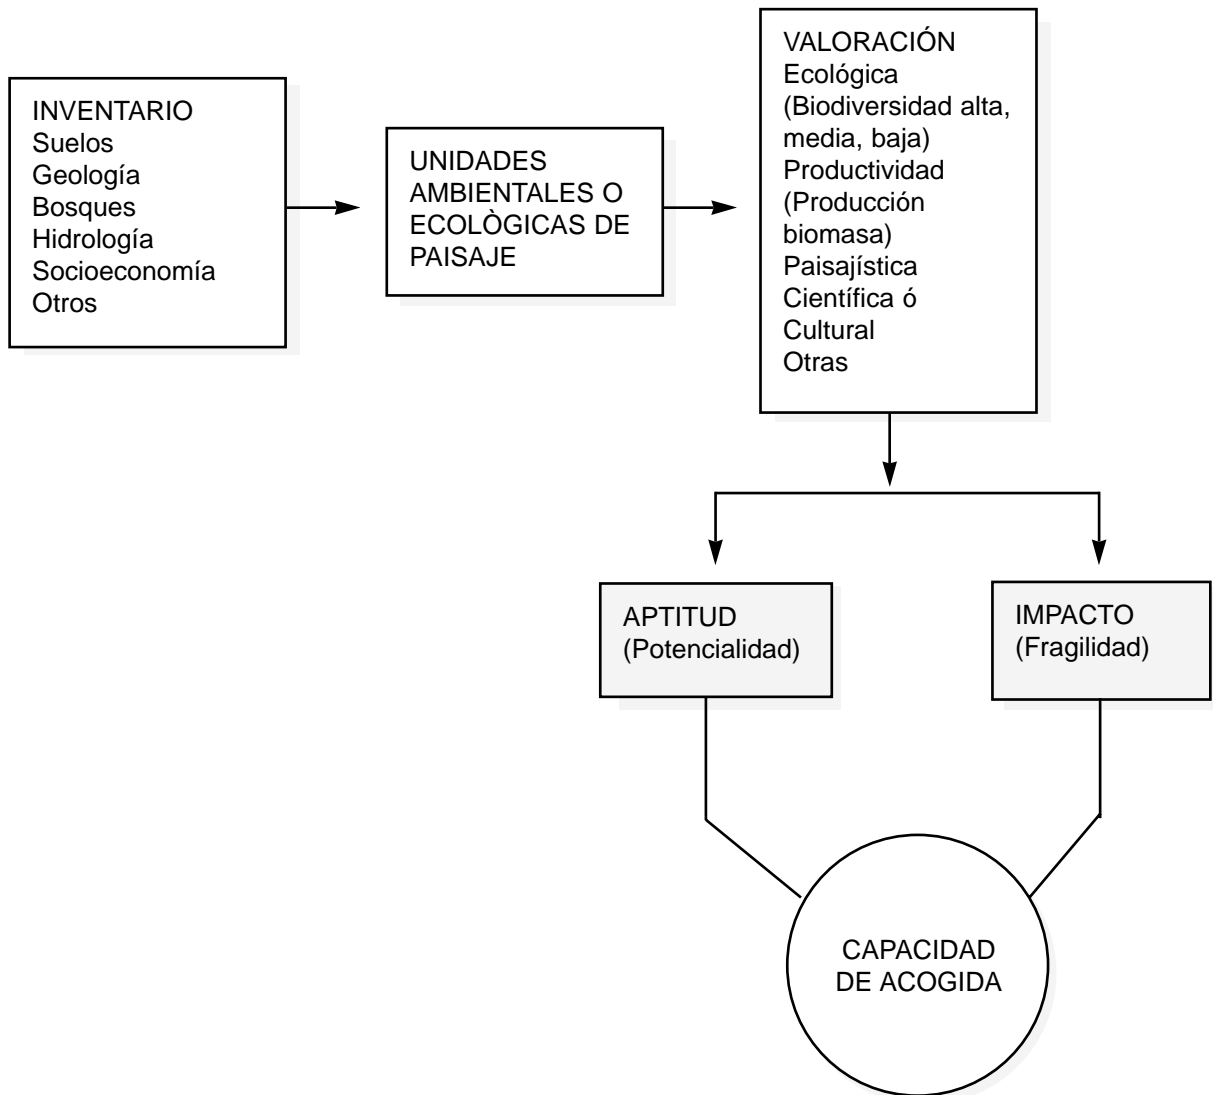 INVENTARIO
Suelos
Geología
Bosques
Hidrología
Socioeconomía
Otros
UNIDADES
AMBIENTALES O
ECOLÒGICAS DE
PAISAJE
VALORACIÓN
Ecológica
(Biodiversidad alta,
media, baja)
Productividad
(Producción
biomasa)
Paisajística
Científica ó
Cultural
Otras
APTITUD
(Potencialidad)
IMPACTO
(Fragilidad)
CAPACIDAD
DE ACOGIDA